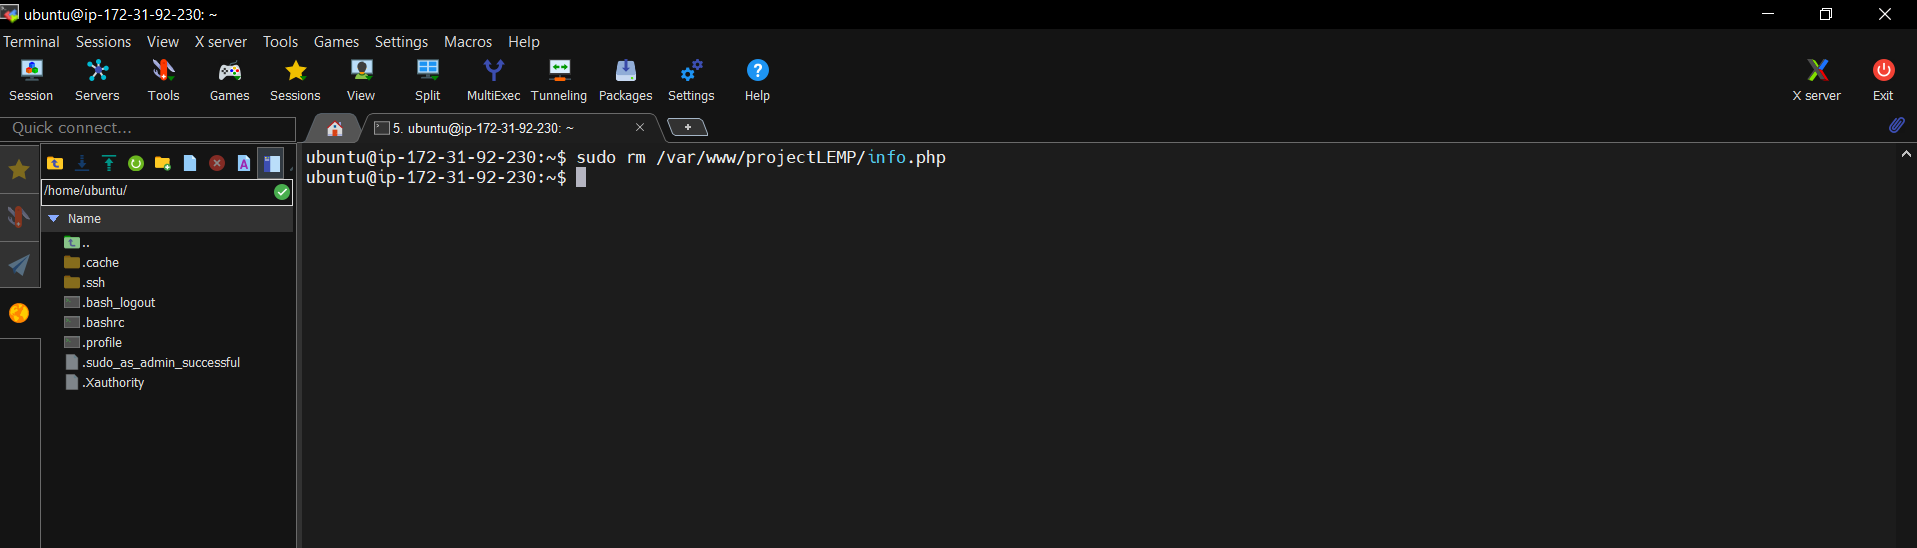 ubuntu@ip-172-31-92-230: ~
Terminal Sessions View X server Tools Games Settings Macros Help
Session Servers Tools Games Sessions View Split MultiExec Tunneling Packages Settings Help X server Exit
Quick connect...
5. ubuntu@ip-172-31-92-230: ~
/home/ubuntu/
Name
..
.cache
.ssh
.bash_logout
.bashrc
.profile
.sudo_as_admin_successful
.Xauthority
ubuntu@ip-172-31-92-230:~$ sudo rm /var/www/projectLEMP/info.php
ubuntu@ip-172-31-92-230:~$